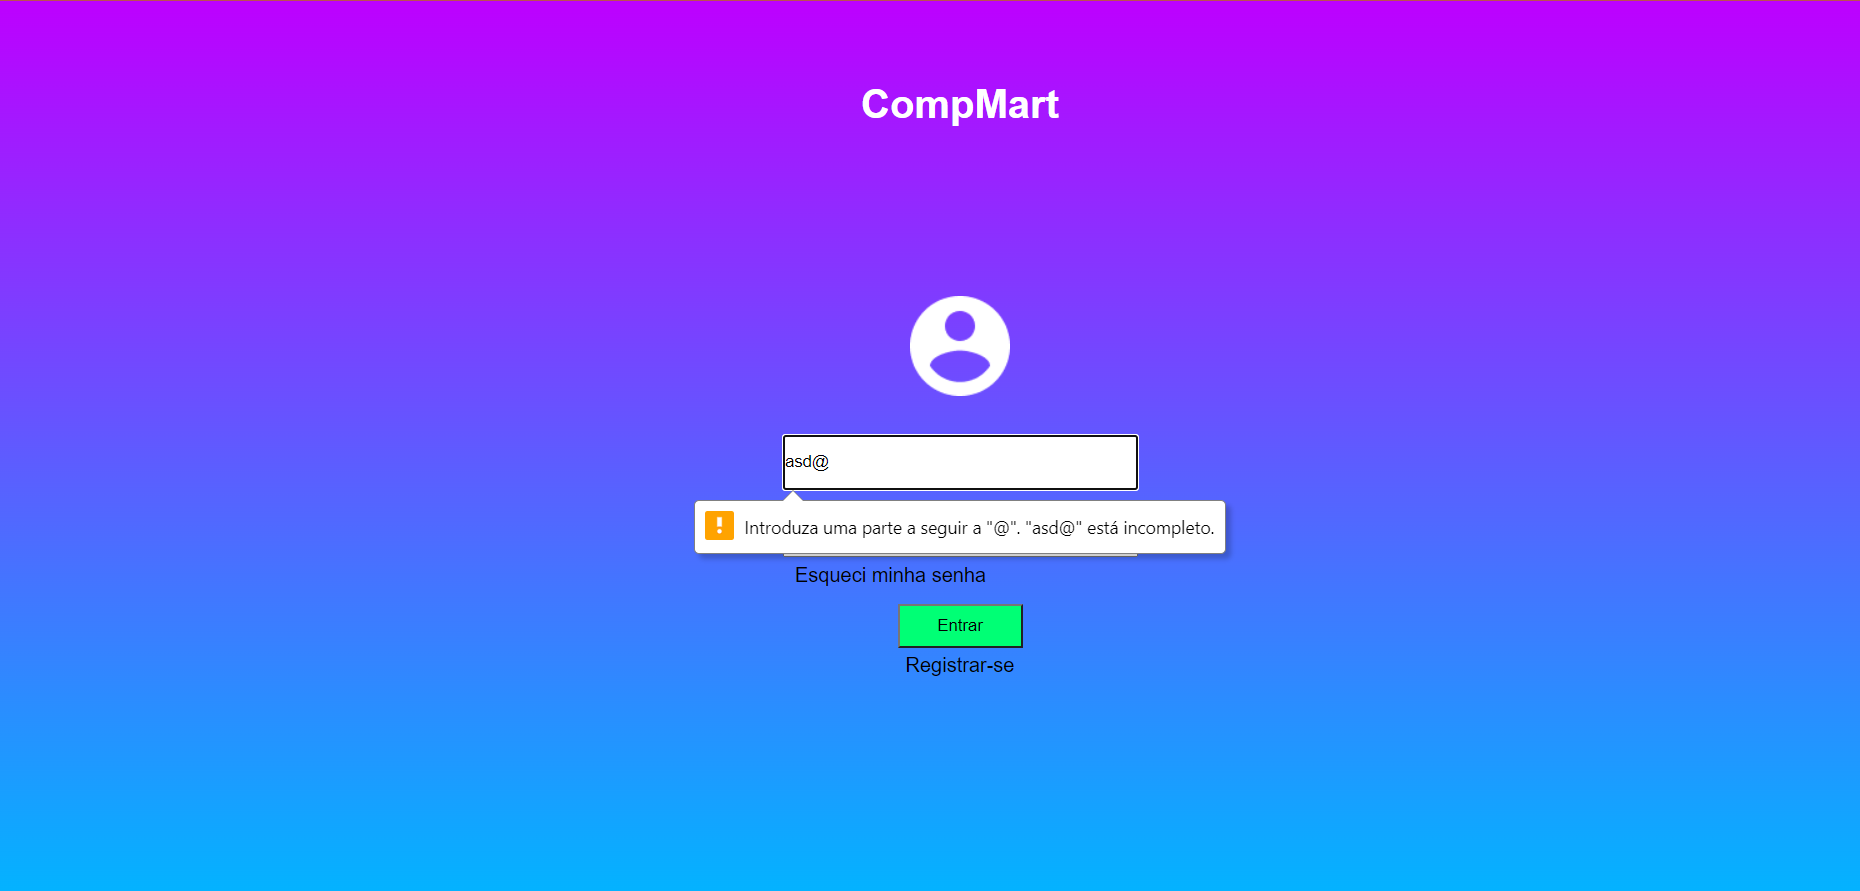 CompMart
asd@
Introduza uma parte a seguir a "@". "asd@" está incompleto.
Esqueci minha senha
Entrar
Registrar-se